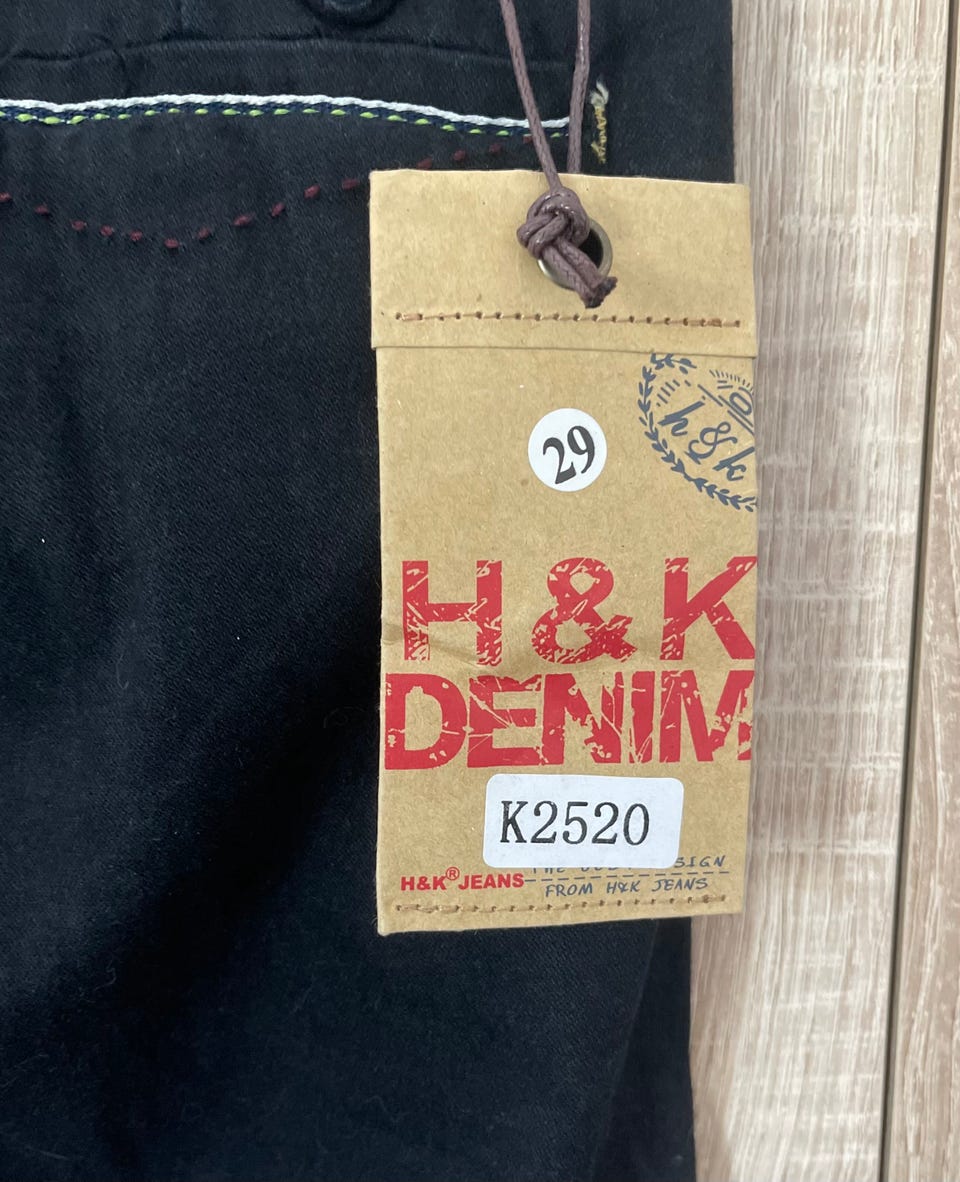 h&k
29
H & K
DENIM
K2520
SIGN
H&K® JEANS
FROM H&K JEANS